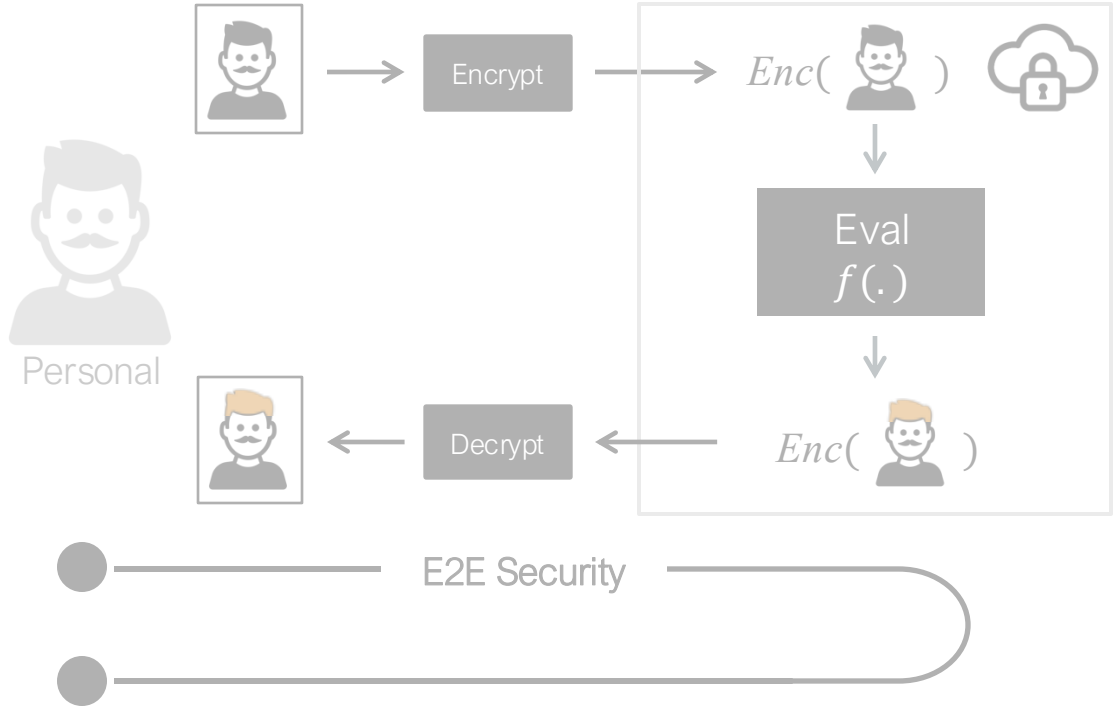 Encrypt
Enc( )
Eval
f(.)
Personal
Decrypt
Enc( )
E2E Security